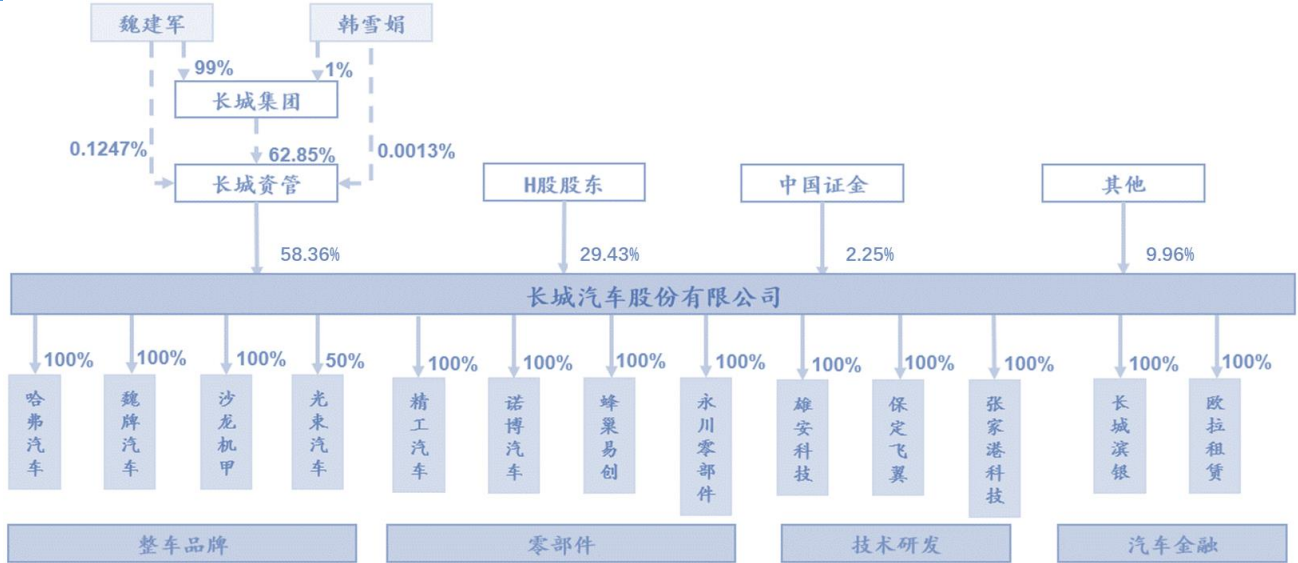 魏建军
韩雪娟
99%
1%
长城集团
0.1247%
62.85%
0.0013%
长城资管
H股股东
中国证金
其他
58.36%
29.43%
2.25%
9.96%
长城汽车股份有限公司
100%
100%
100%
50%
100%
100%
100%
100%
100%
100%
100%
100%
100%
哈弗汽车
魏牌汽车
沙龙机甲
光束汽车
精工汽车
诺博汽车
蜂巢易创
永川零部件
雄安科技
保定飞翼
张家港科技
长城滨银
欧拉租赁
整车品牌
零部件
技术研发
汽车金融